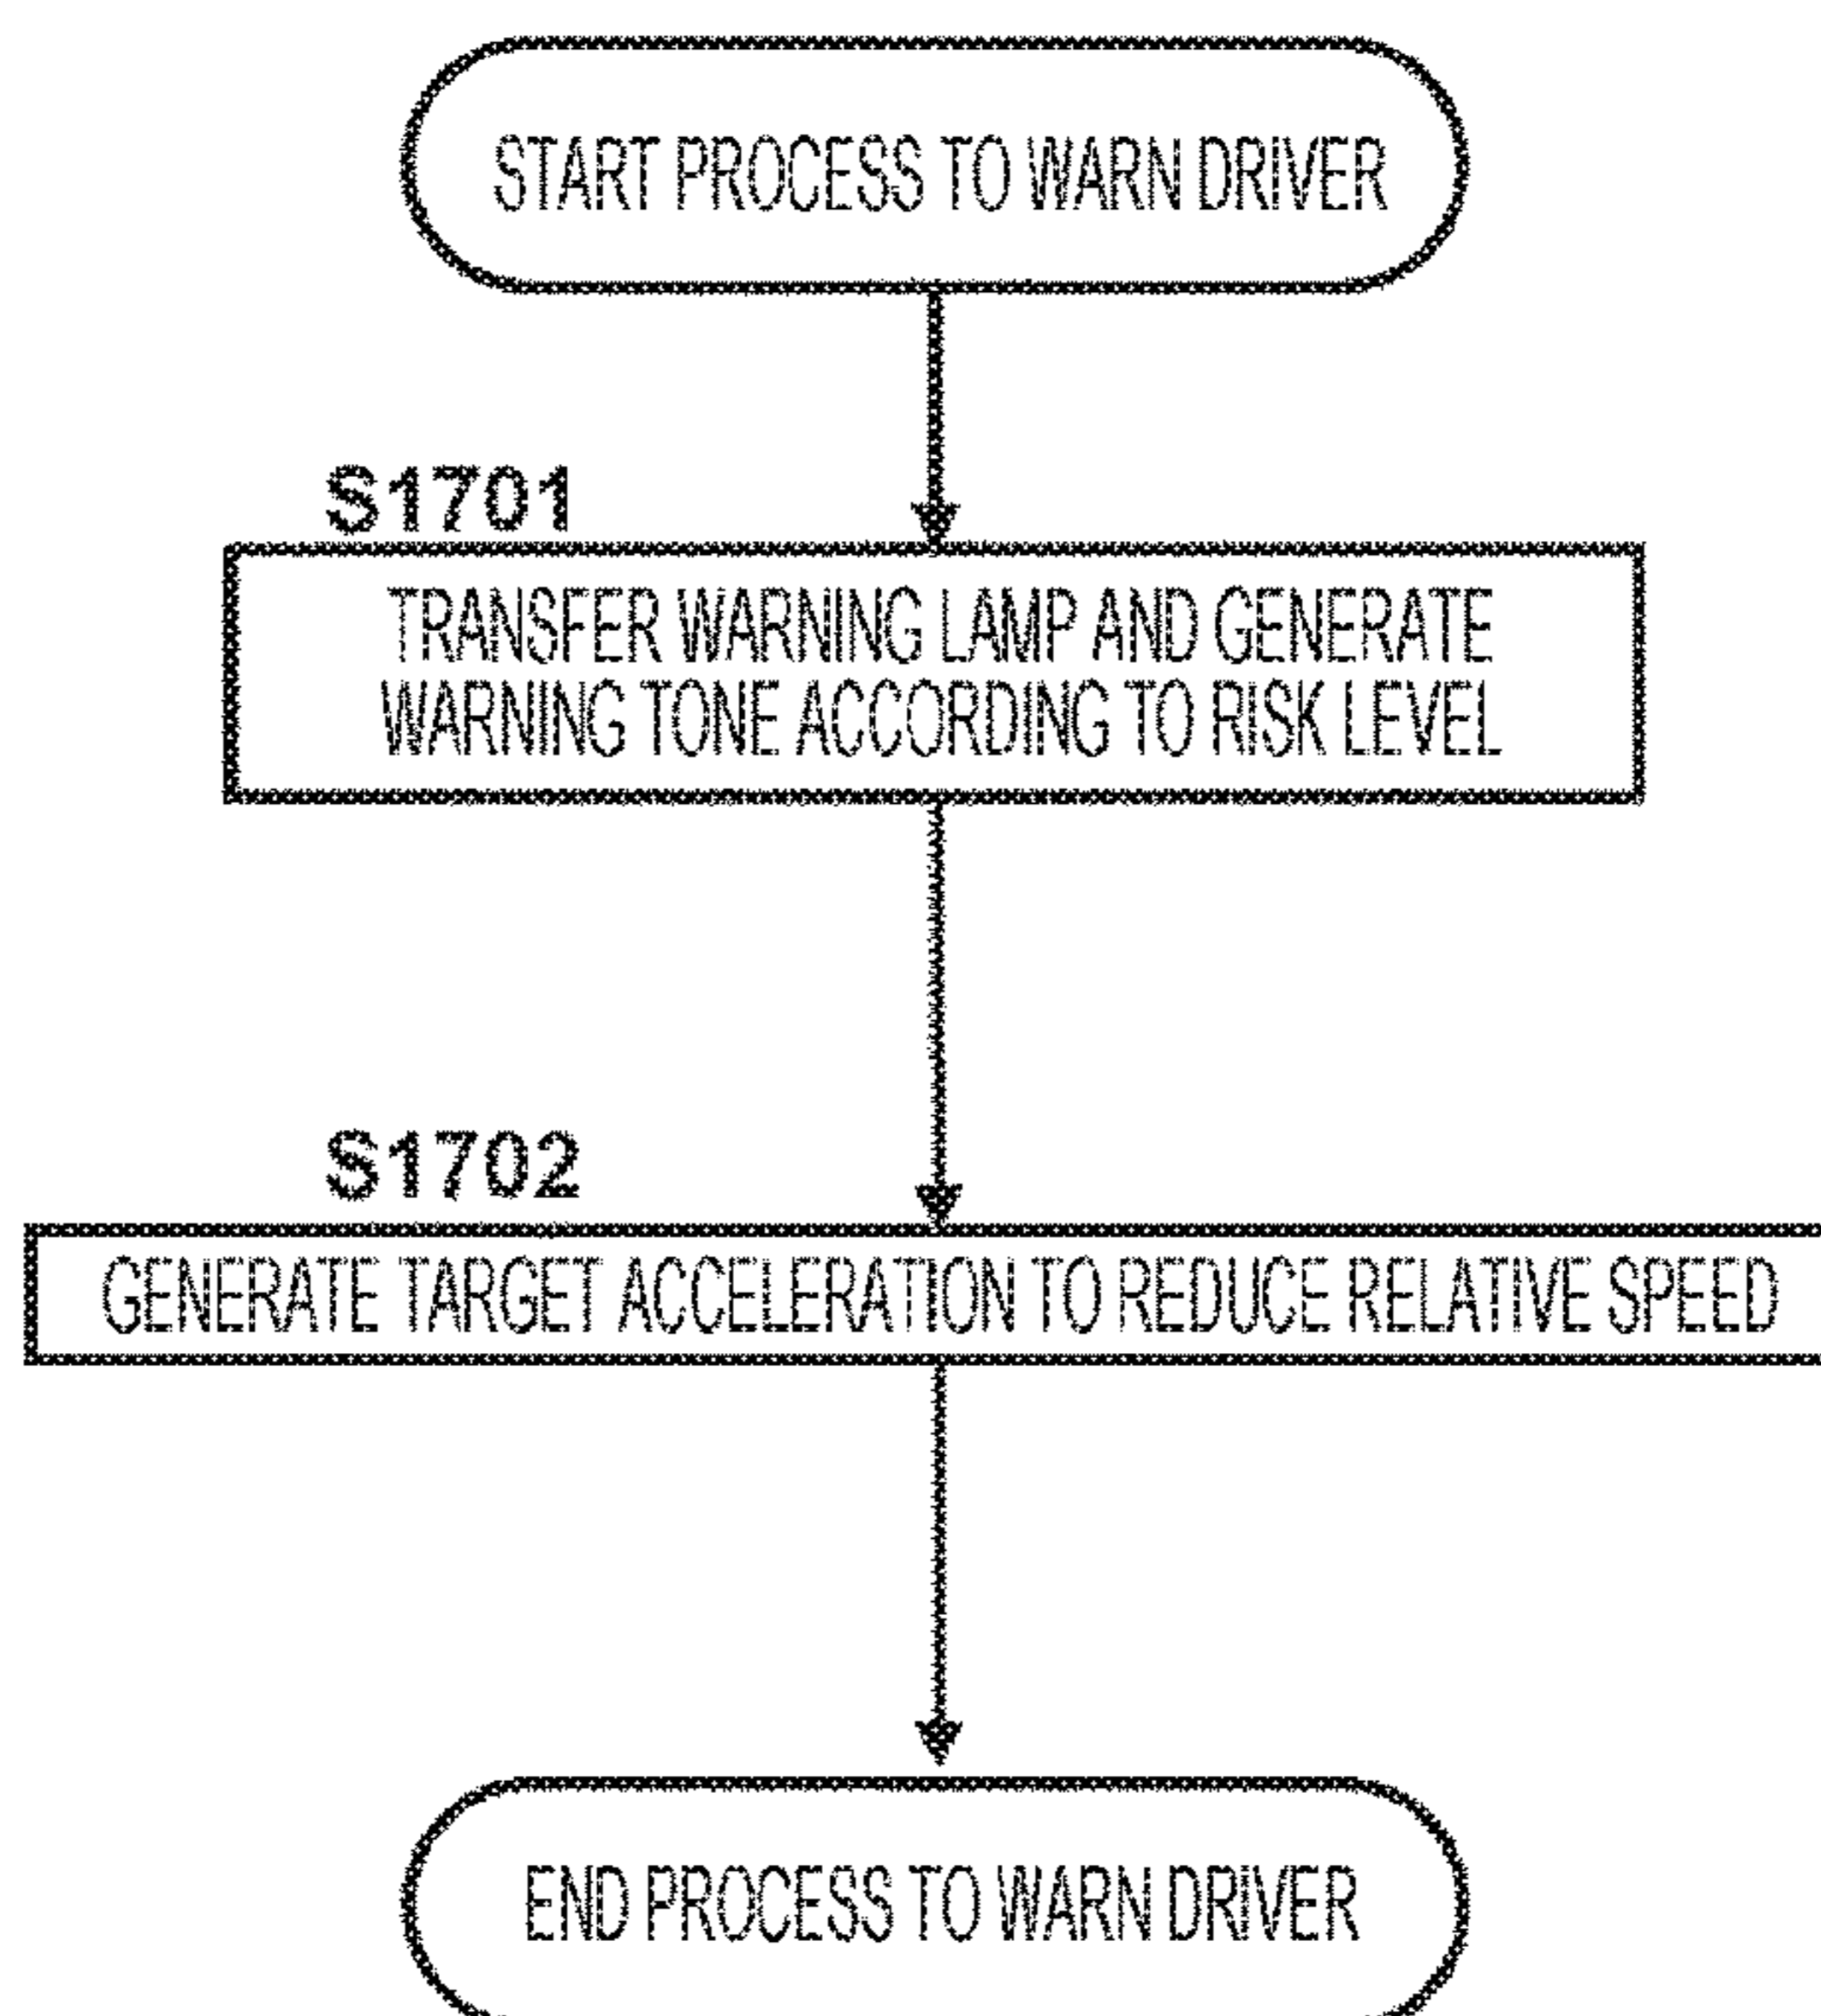 START PROCESS TO WARN DRIVER
S1701
TRANSFER WARNING LAMP AND GENERATE
WARNING TONE ACCORDING TO RISK LEVEL
S1702
GENERATE TARGET ACCELERATION TO REDUCE RELATIVE SPEED
END PROCESS TO WARN DRIVER